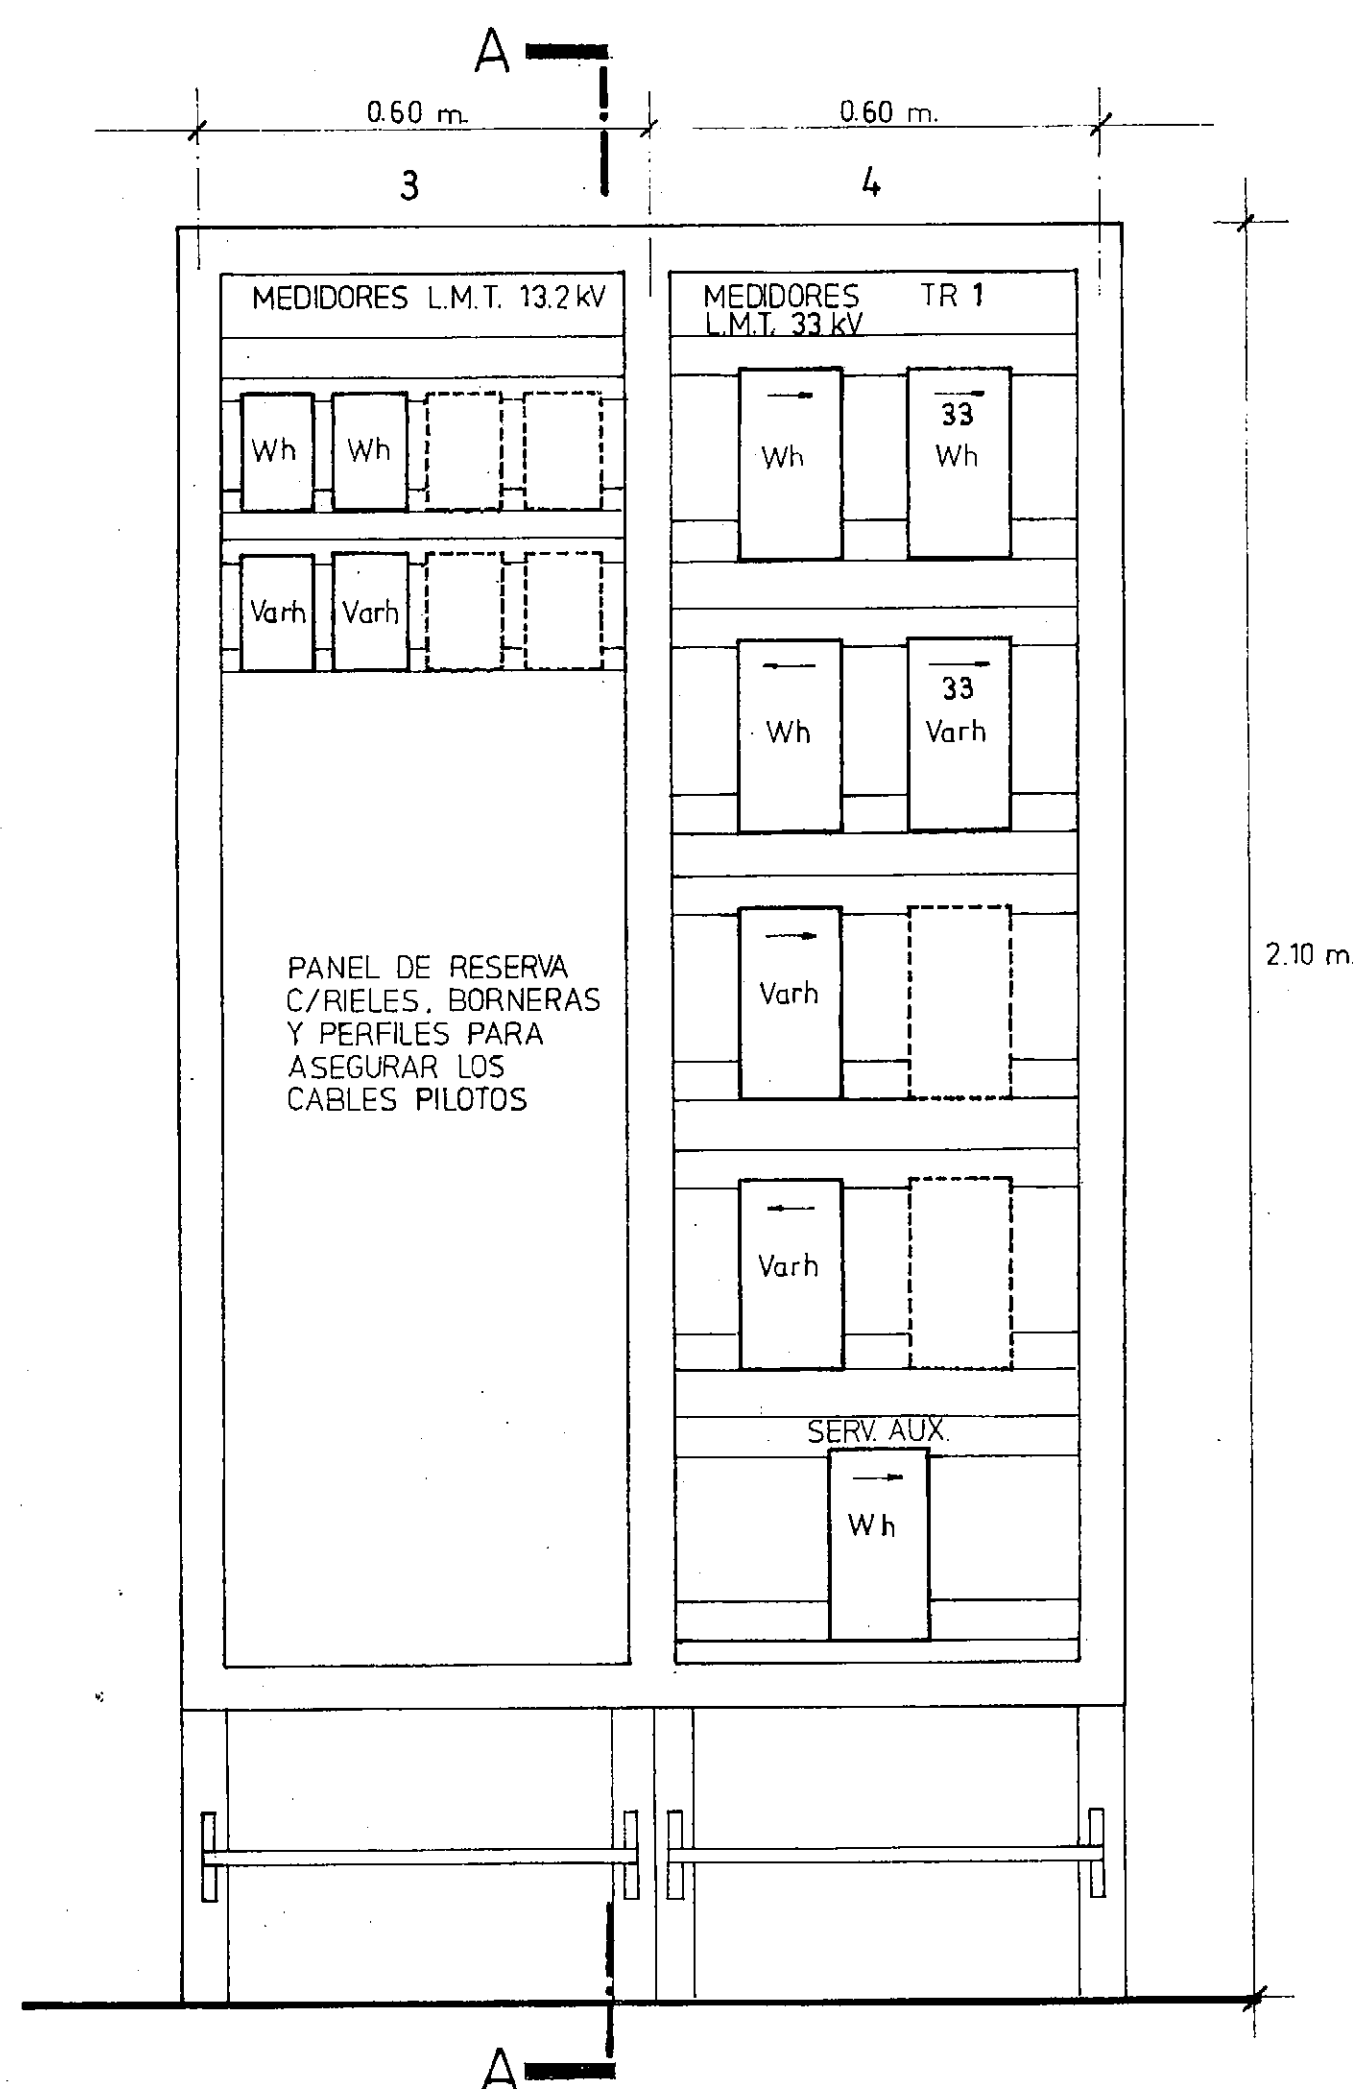 A
0.60 m.
0.60 m.
3
4
MEDIDORES L.M.T. 13.2 kV
MEDIDORES TR 1
L.M.T. 33 kV
Wh
Wh
Wh
33
Wh
Varh
Varh
Wh
33
Varh
2.10 m.
PANEL DE RESERVA
C/RIELES, BORNERAS
Y PERFILES PARA
ASEGURAR LOS
CABLES PILOTOS
Varh
Varh
SERV. AUX.
Wh
A